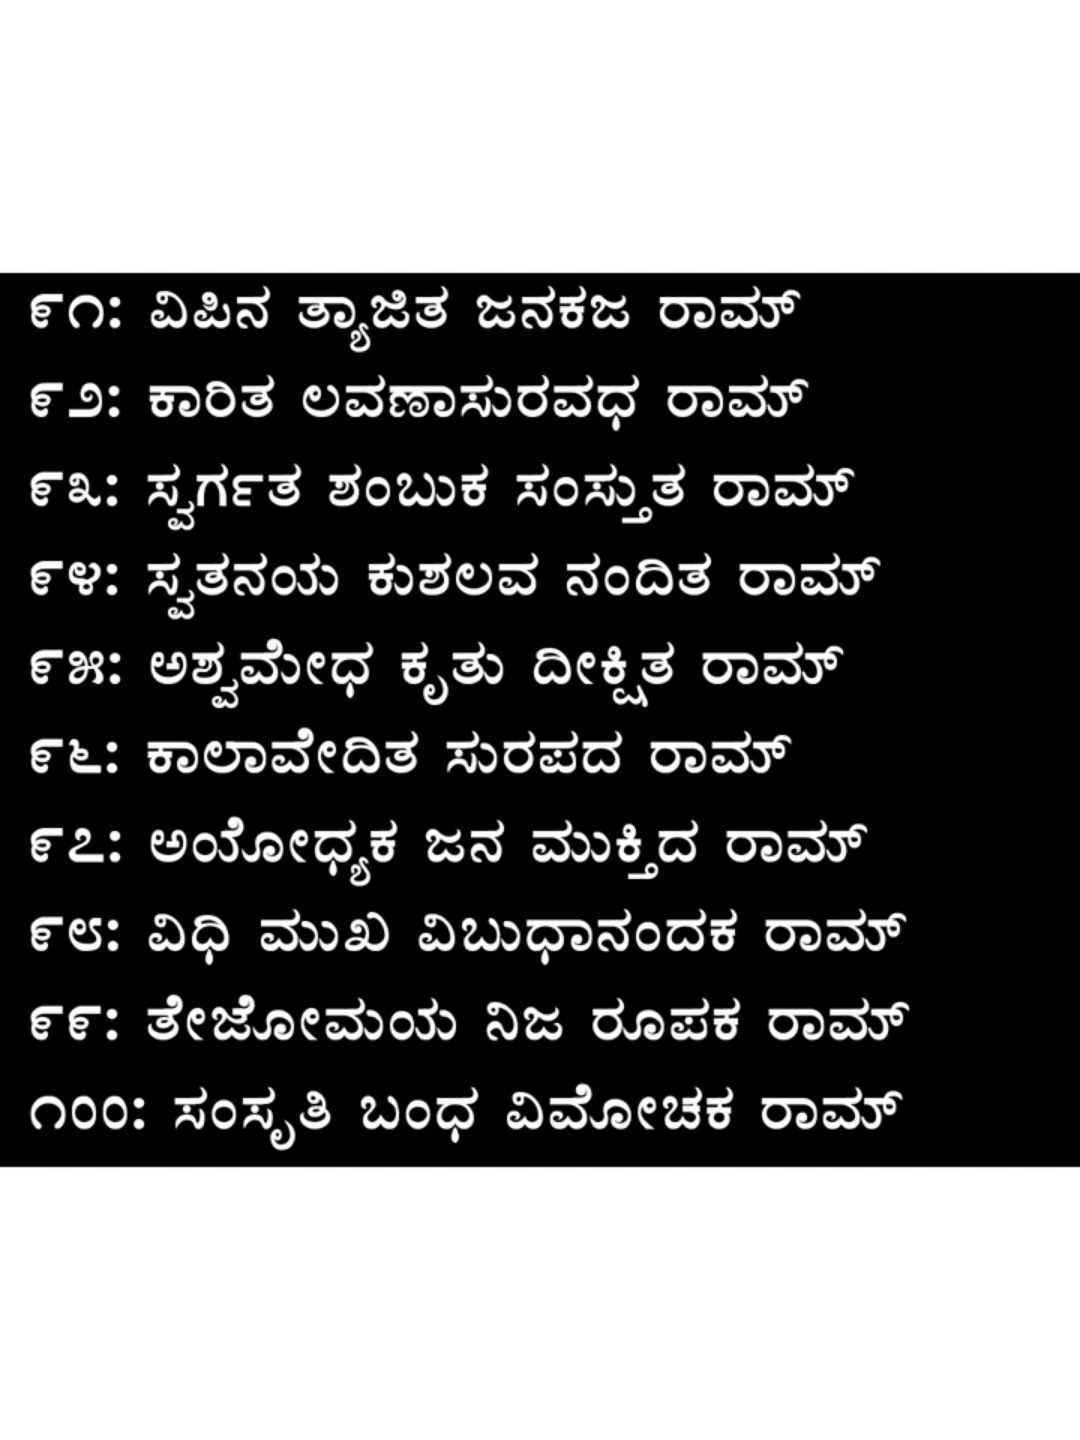 ೯೧: ವಿಪಿನ ತ್ಯಾಜಿತ ಜನಕಜ ರಾಮ್
೯೨: ಕಾರಿತ ಲವಣಾಸುರವಧ ರಾಮ್
೯೩: ಸ್ವರ್ಗತ ಶಂಬುಕ ಸಂಸ್ತುತ ರಾಮ್
೯೪: ಸ್ವತನಯ ಕುಶಲವ ನಂದಿತ ರಾಮ್
೯೫: ಅಶ್ವಮೇಧ ಕೃತು ದೀಕ್ಷಿತ ರಾಮ್
೯೬: ಕಾಲಾವೇದಿತ ಸುರಪದ ರಾಮ್
೯೭: ಅಯೋಧ್ಯಕ ಜನ ಮುಕ್ತಿದ ರಾಮ್
೯೮: ವಿಧಿ ಮುಖ ವಿಬುಧಾನಂದಕ ರಾಮ್
೯೯: ತೇಜೋಮಯ ನಿಜ ರೂಪಕ ರಾಮ್
೧೦೦: ಸಂಸೃತಿ ಬಂಧ ವಿಮೋಚಕ ರಾಮ್